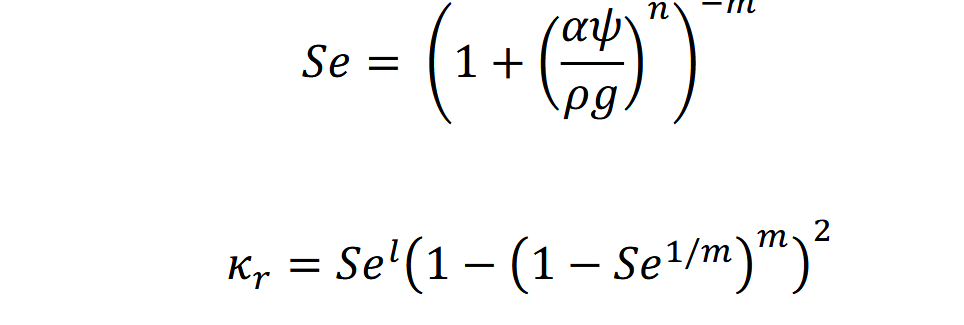 Se = (1 + (αψ/ρg)^n)^−m
κ_r = Se^l(1 − (1 − Se^{1/m})^m)^2